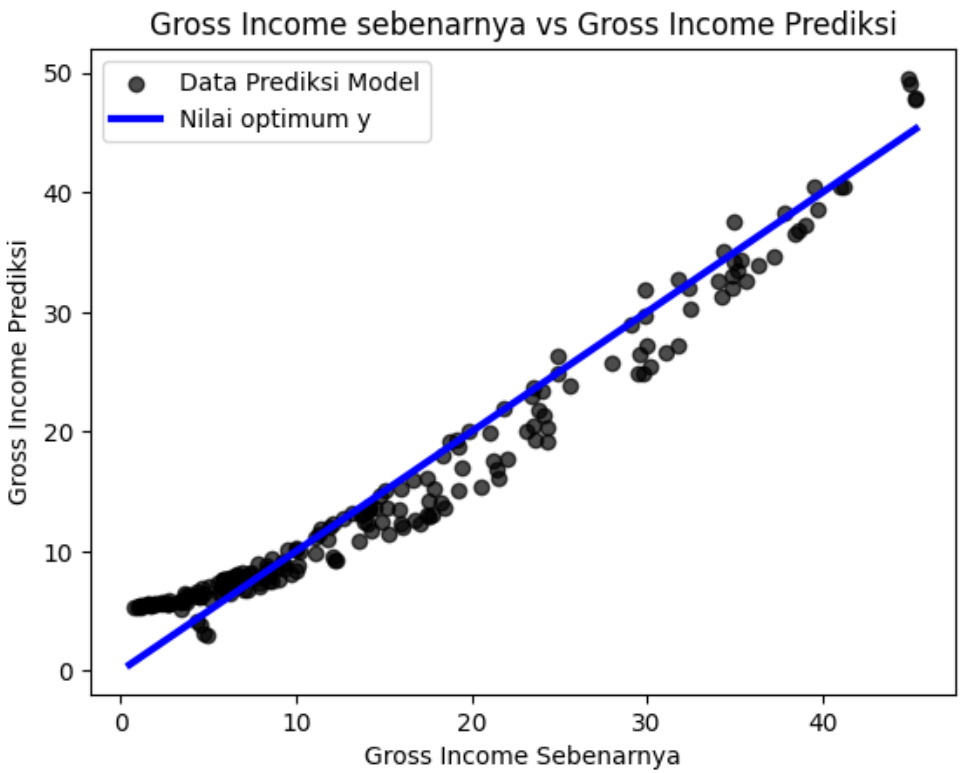 Gross Income sebenarnya vs Gross Income Prediksi
Data Prediksi Model
Nilai optimum y
50
40
30
20
10
0
Gross Income Prediksi
0 10 20 30 40
Gross Income Sebenarnya